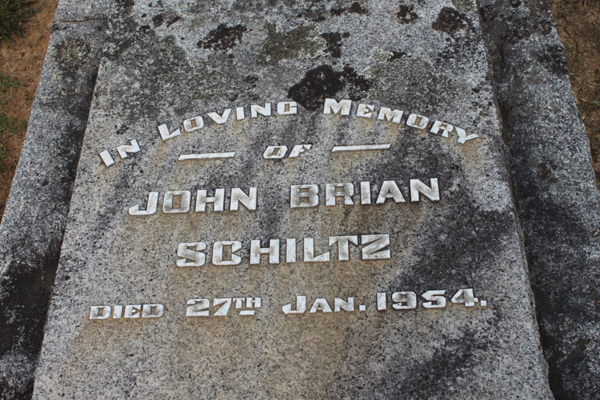 IN LOVING MEMORY
OF
JOHN BRIAN
SCHILTZ
DIED 27TH JAN. 1954.